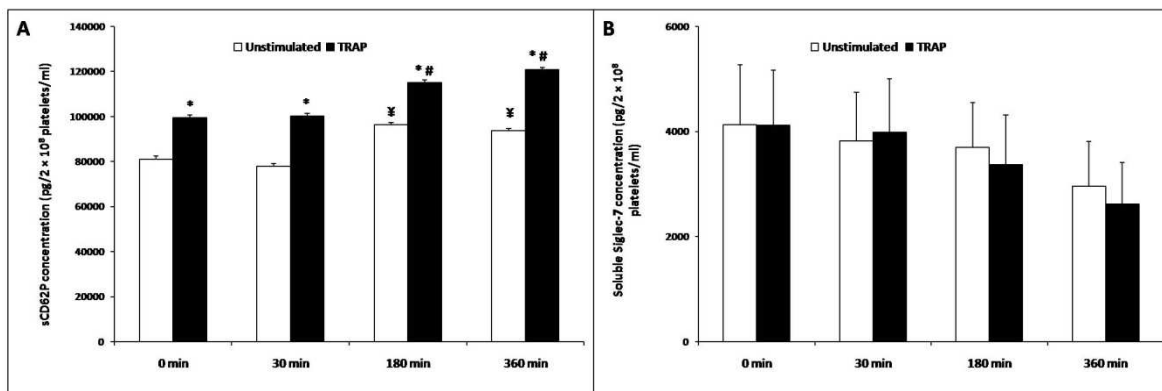 A
sCD62P concentration (pg/2 × 10⁸ platelets/ml)
140000
120000
100000
80000
60000
40000
20000
0
Unstimulated TRAP
* * ¥ *# ¥ *#
0 min 30 min 180 min 360 min
B
Soluble Siglec-7 concentration (pg/2 × 10⁸
platelets/ml)
6000
4000
2000
0
Unstimulated TRAP
0 min 30 min 180 min 360 min